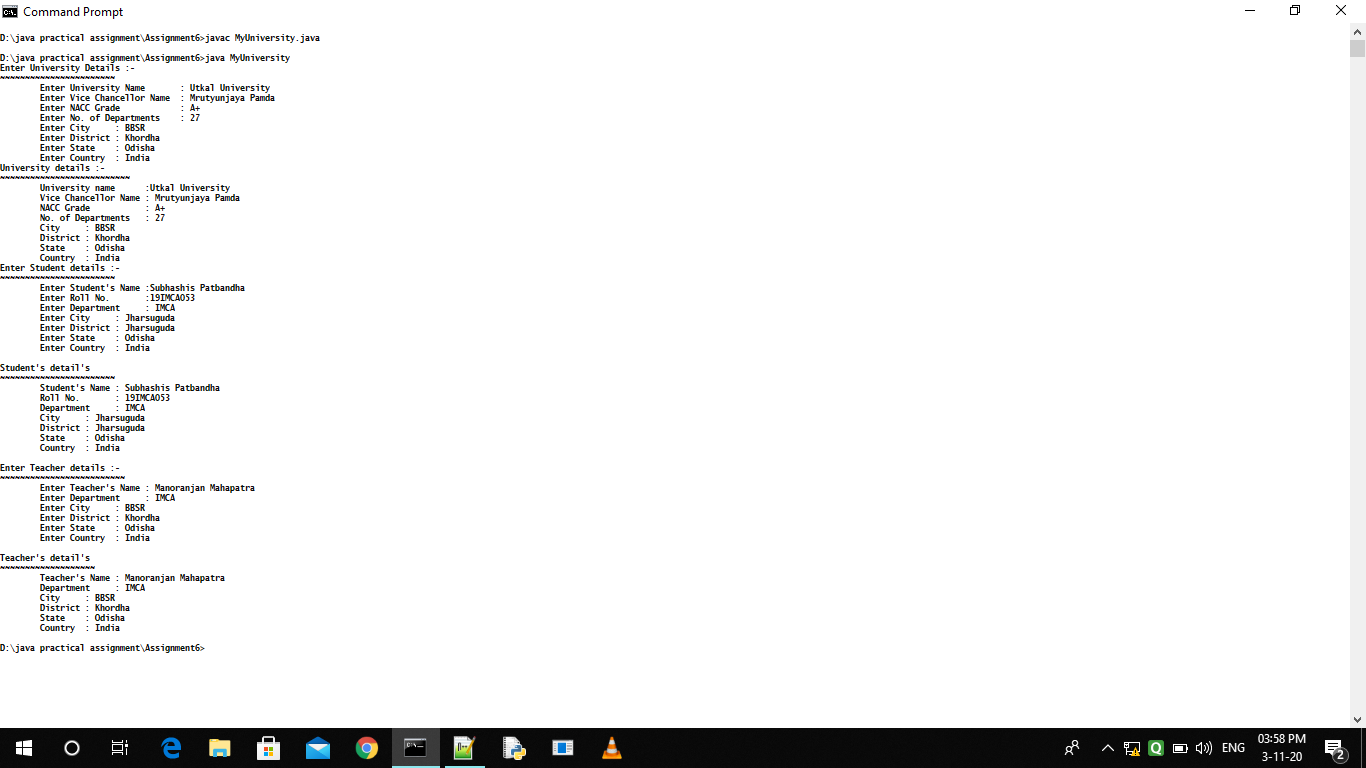 Command Prompt
D:\java practical assignment\Assignment6>javac MyUniversity.java
D:\java practical assignment\Assignment6>java MyUniversity
Enter University Details :-
~~~~~~~~~~~~~~~~~~~~~~~
Enter University Name       : Utkal University
Enter Vice Chancellor Name  : Mrutyunjaya Pamda
Enter NACC Grade            : A+
Enter No. of Departments    : 27
Enter City     : BBSR
Enter District : Khordha
Enter State    : Odisha
Enter Country  : India
University details :-
~~~~~~~~~~~~~~~~~~~~~~~~~~
University name      :Utkal University
Vice Chancellor Name : Mrutyunjaya Pamda
NACC Grade           : A+
No. of Departments   : 27
City     : BBSR
District : Khordha
State    : Odisha
Country  : India
Enter Student details :-
~~~~~~~~~~~~~~~~~~~~~~~
Enter Student's Name :Subhashis Patbandha
Enter Roll No.       :19IMCA053
Enter Department     : IMCA
Enter City     : Jharsuguda
Enter District : Jharsuguda
Enter State    : Odisha
Enter Country  : India
Student's detail's
~~~~~~~~~~~~~~~~~~~~~~~
Student's Name : Subhashis Patbandha
Roll No.       : 19IMCA053
Department     : IMCA
City     : Jharsuguda
District : Jharsuguda
State    : Odisha
Country  : India
Enter Teacher details :-
~~~~~~~~~~~~~~~~~~~~~~~~~
Enter Teacher's Name : Manoranjan Mahapatra
Enter Department     : IMCA
Enter City     : BBSR
Enter District : Khordha
Enter State    : Odisha
Enter Country  : India
Teacher's detail's
~~~~~~~~~~~~~~~~~~~
Teacher's Name : Manoranjan Mahapatra
Department     : IMCA
City     : BBSR
District : Khordha
State    : Odisha
Country  : India
D:\java practical assignment\Assignment6>
ENG
03:58 PM
3-11-20
2